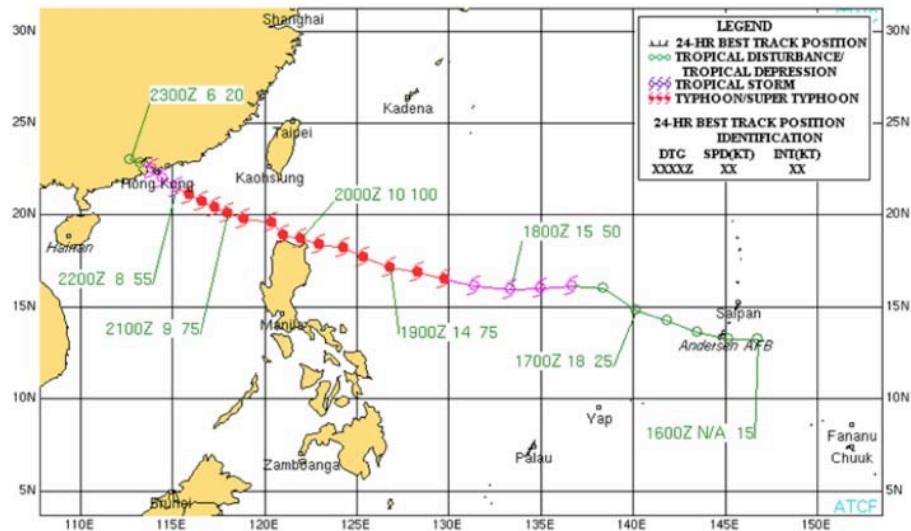 Shanghai
30N
30N
LEGEND
24-HR BEST TRACK POSITION
TROPICAL DISTURBANCE/
TROPICAL DEPRESSION
TROPICAL STORM
TYPHOON/SUPER TYPHOON
24-HR BEST TRACK POSITION
IDENTIFICATION
DTG SPD(KT) INT(KT)
XXXXZ XX XX
2300Z 6 20
Kadena
25N
25N
Taipei
Hong Kong
Kaohsiung
2000Z 10 100
20N
20N
Hainan
1800Z 15 50
2200Z 8 55
15N
15N
Saipan
2100Z 9 75
Manila
1900Z 14 75
Andersen AFB
1700Z 18 25
10N
10N
Yap
1600Z N/A 15
Fananu
Zamboanga
Palau
Chuuk
5N
5N
Brunei
ATCF
110E 115E 120E 125E 130E 135E 140E 145E 150E